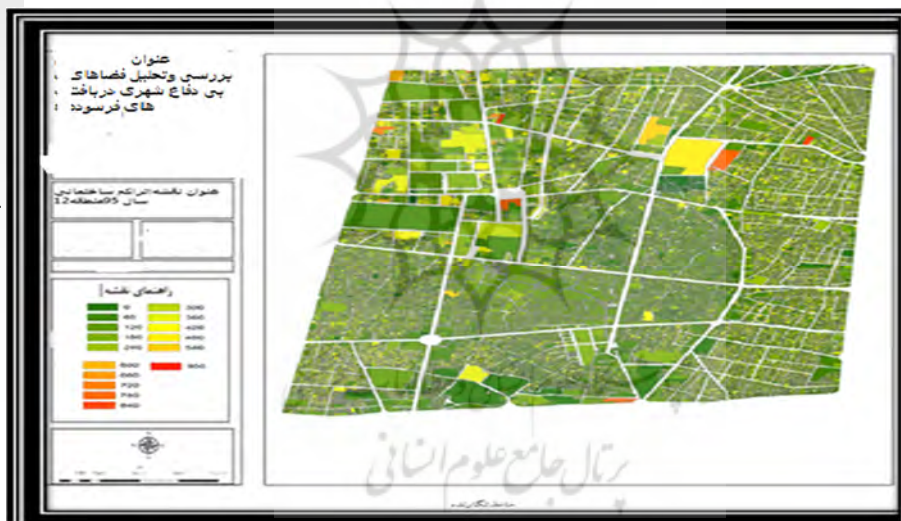 عنوان
بررسی وتحلیل فضاهای
بی دفاع شهری دربافت
های فرسوده
عنوان نقشه:تراکم ساختمانی
سال 95منطقه12
راهنمای نقشه
0 300
60 360
120 420
180 480
240 540
600 900
660
720
780
840
پرتال جامع علوم انسانی